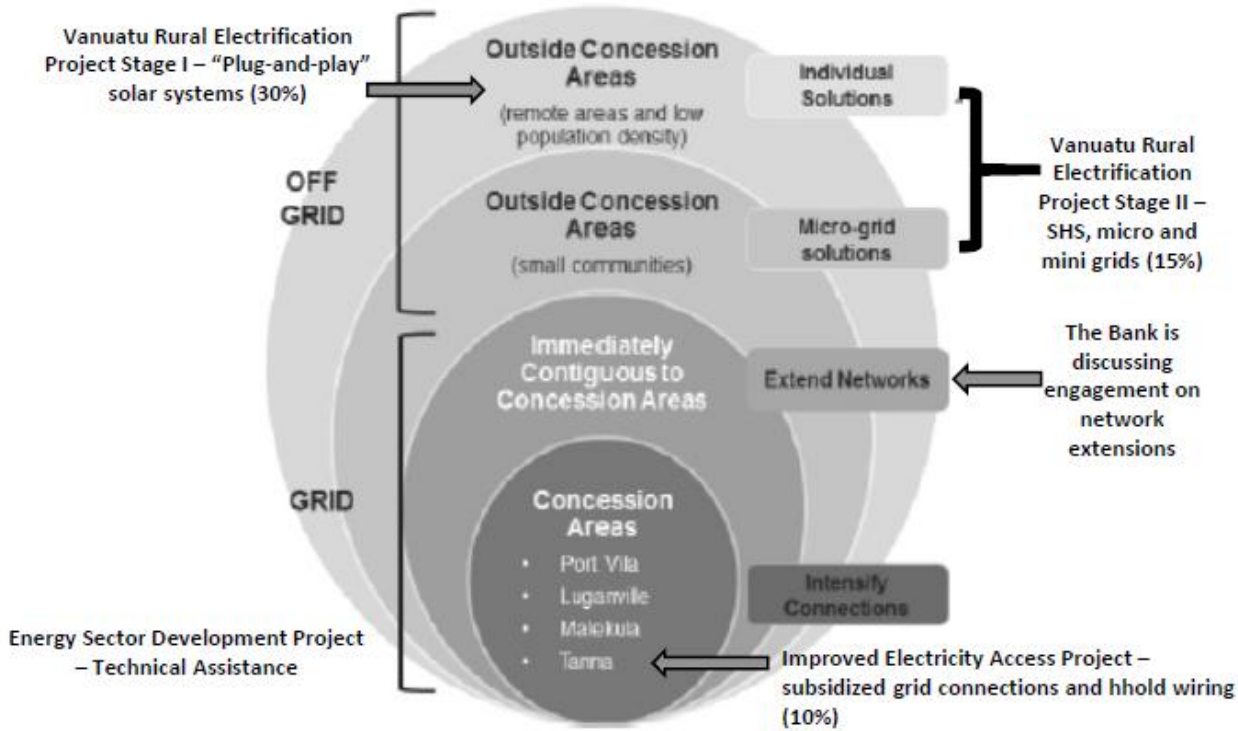 Vanuatu Rural Electrification
Project Stage I – “Plug-and-play”
solar systems (30%)
Outside Concession
Areas
(remote areas and low
population density)
Individual
Solutions
OFF
GRID
Outside Concession
Areas
(small communities)
Micro-grid
solutions
Vanuatu Rural
Electrification
Project Stage II –
SHS, micro and
mini grids (15%)
Immediately
Contiguous to
Concession Areas
Extend Networks
The Bank is
discussing
engagement on
network
extensions
GRID
Concession
Areas
• Port Vila
• Luganville
• Malekula
• Tanna
Intensify
Connections
Energy Sector Development Project
– Technical Assistance
Improved Electricity Access Project –
subsidized grid connections and hhold wiring
(10%)